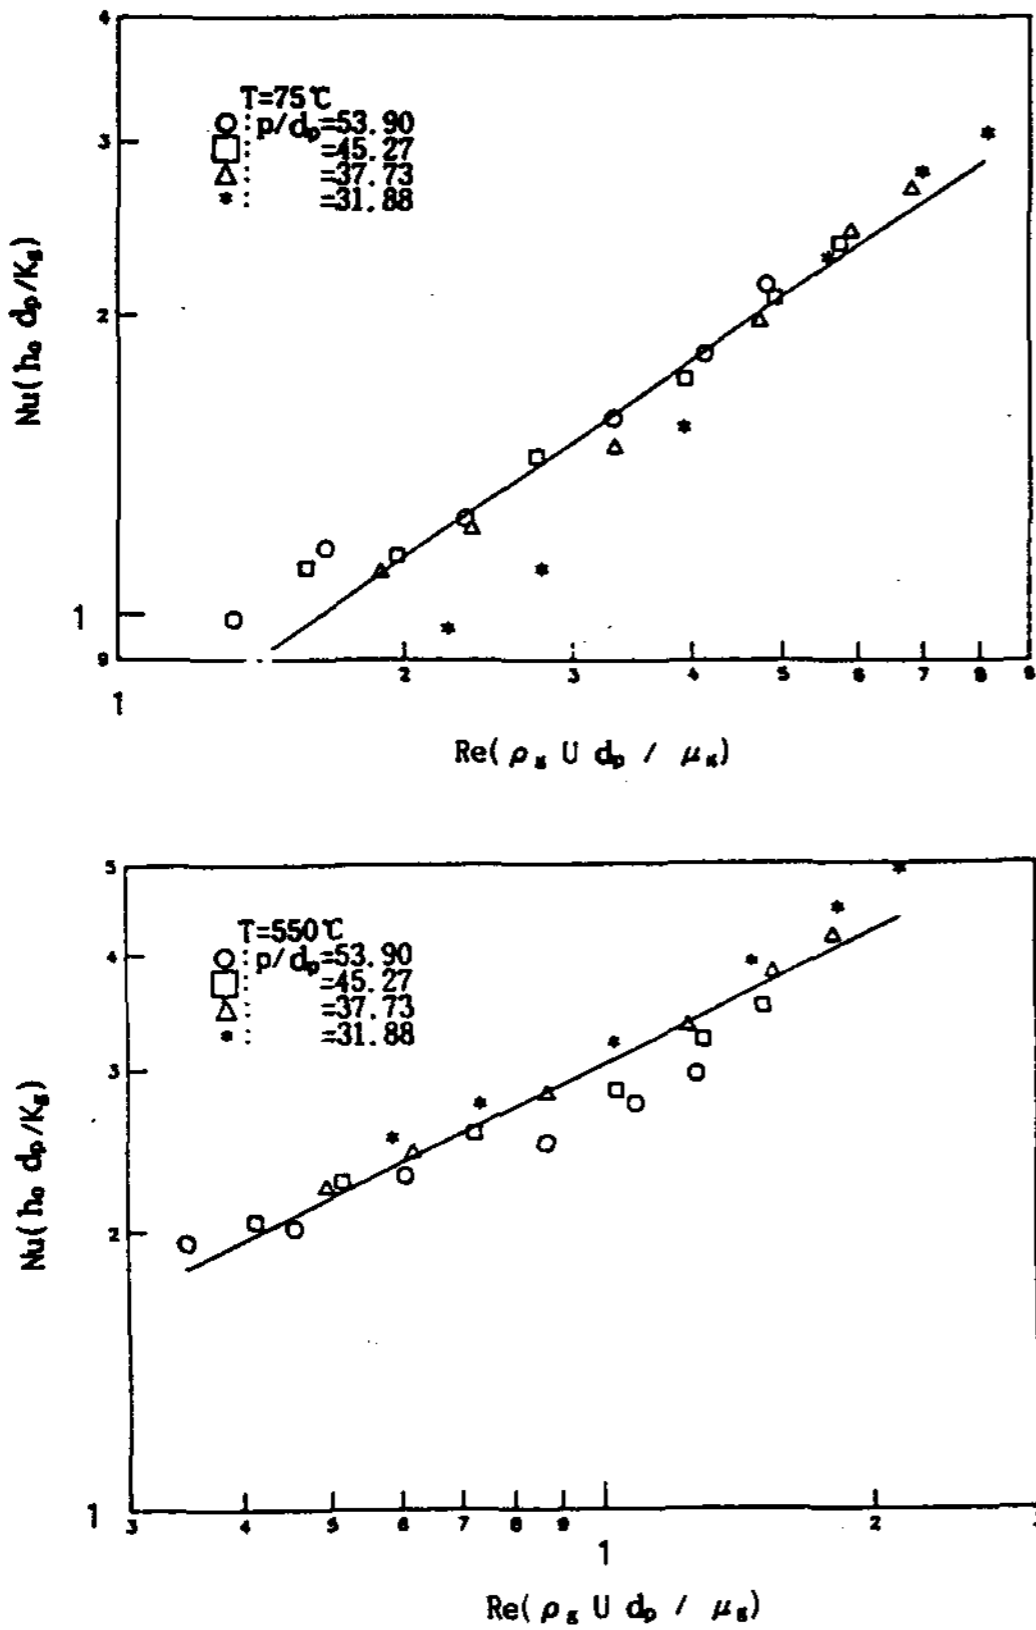 4
3
2
1
9
T=75℃
○ : p/dₚ=53.90
□ : =45.27
△ : =37.73
* : =31.88
Nu(hₒ dₚ/Kg)
1 2 3 4 5 6 7 8 9
Re(ρg U dₚ / μg)
5
4
3
2
1
T=550℃
○ : p/dₚ=53.90
□ : =45.27
△ : =37.73
* : =31.88
Nu(hₒ dₚ/Kg)
3 4 5 6 7 8 9 1 2
Re(ρg U dₚ / μg)